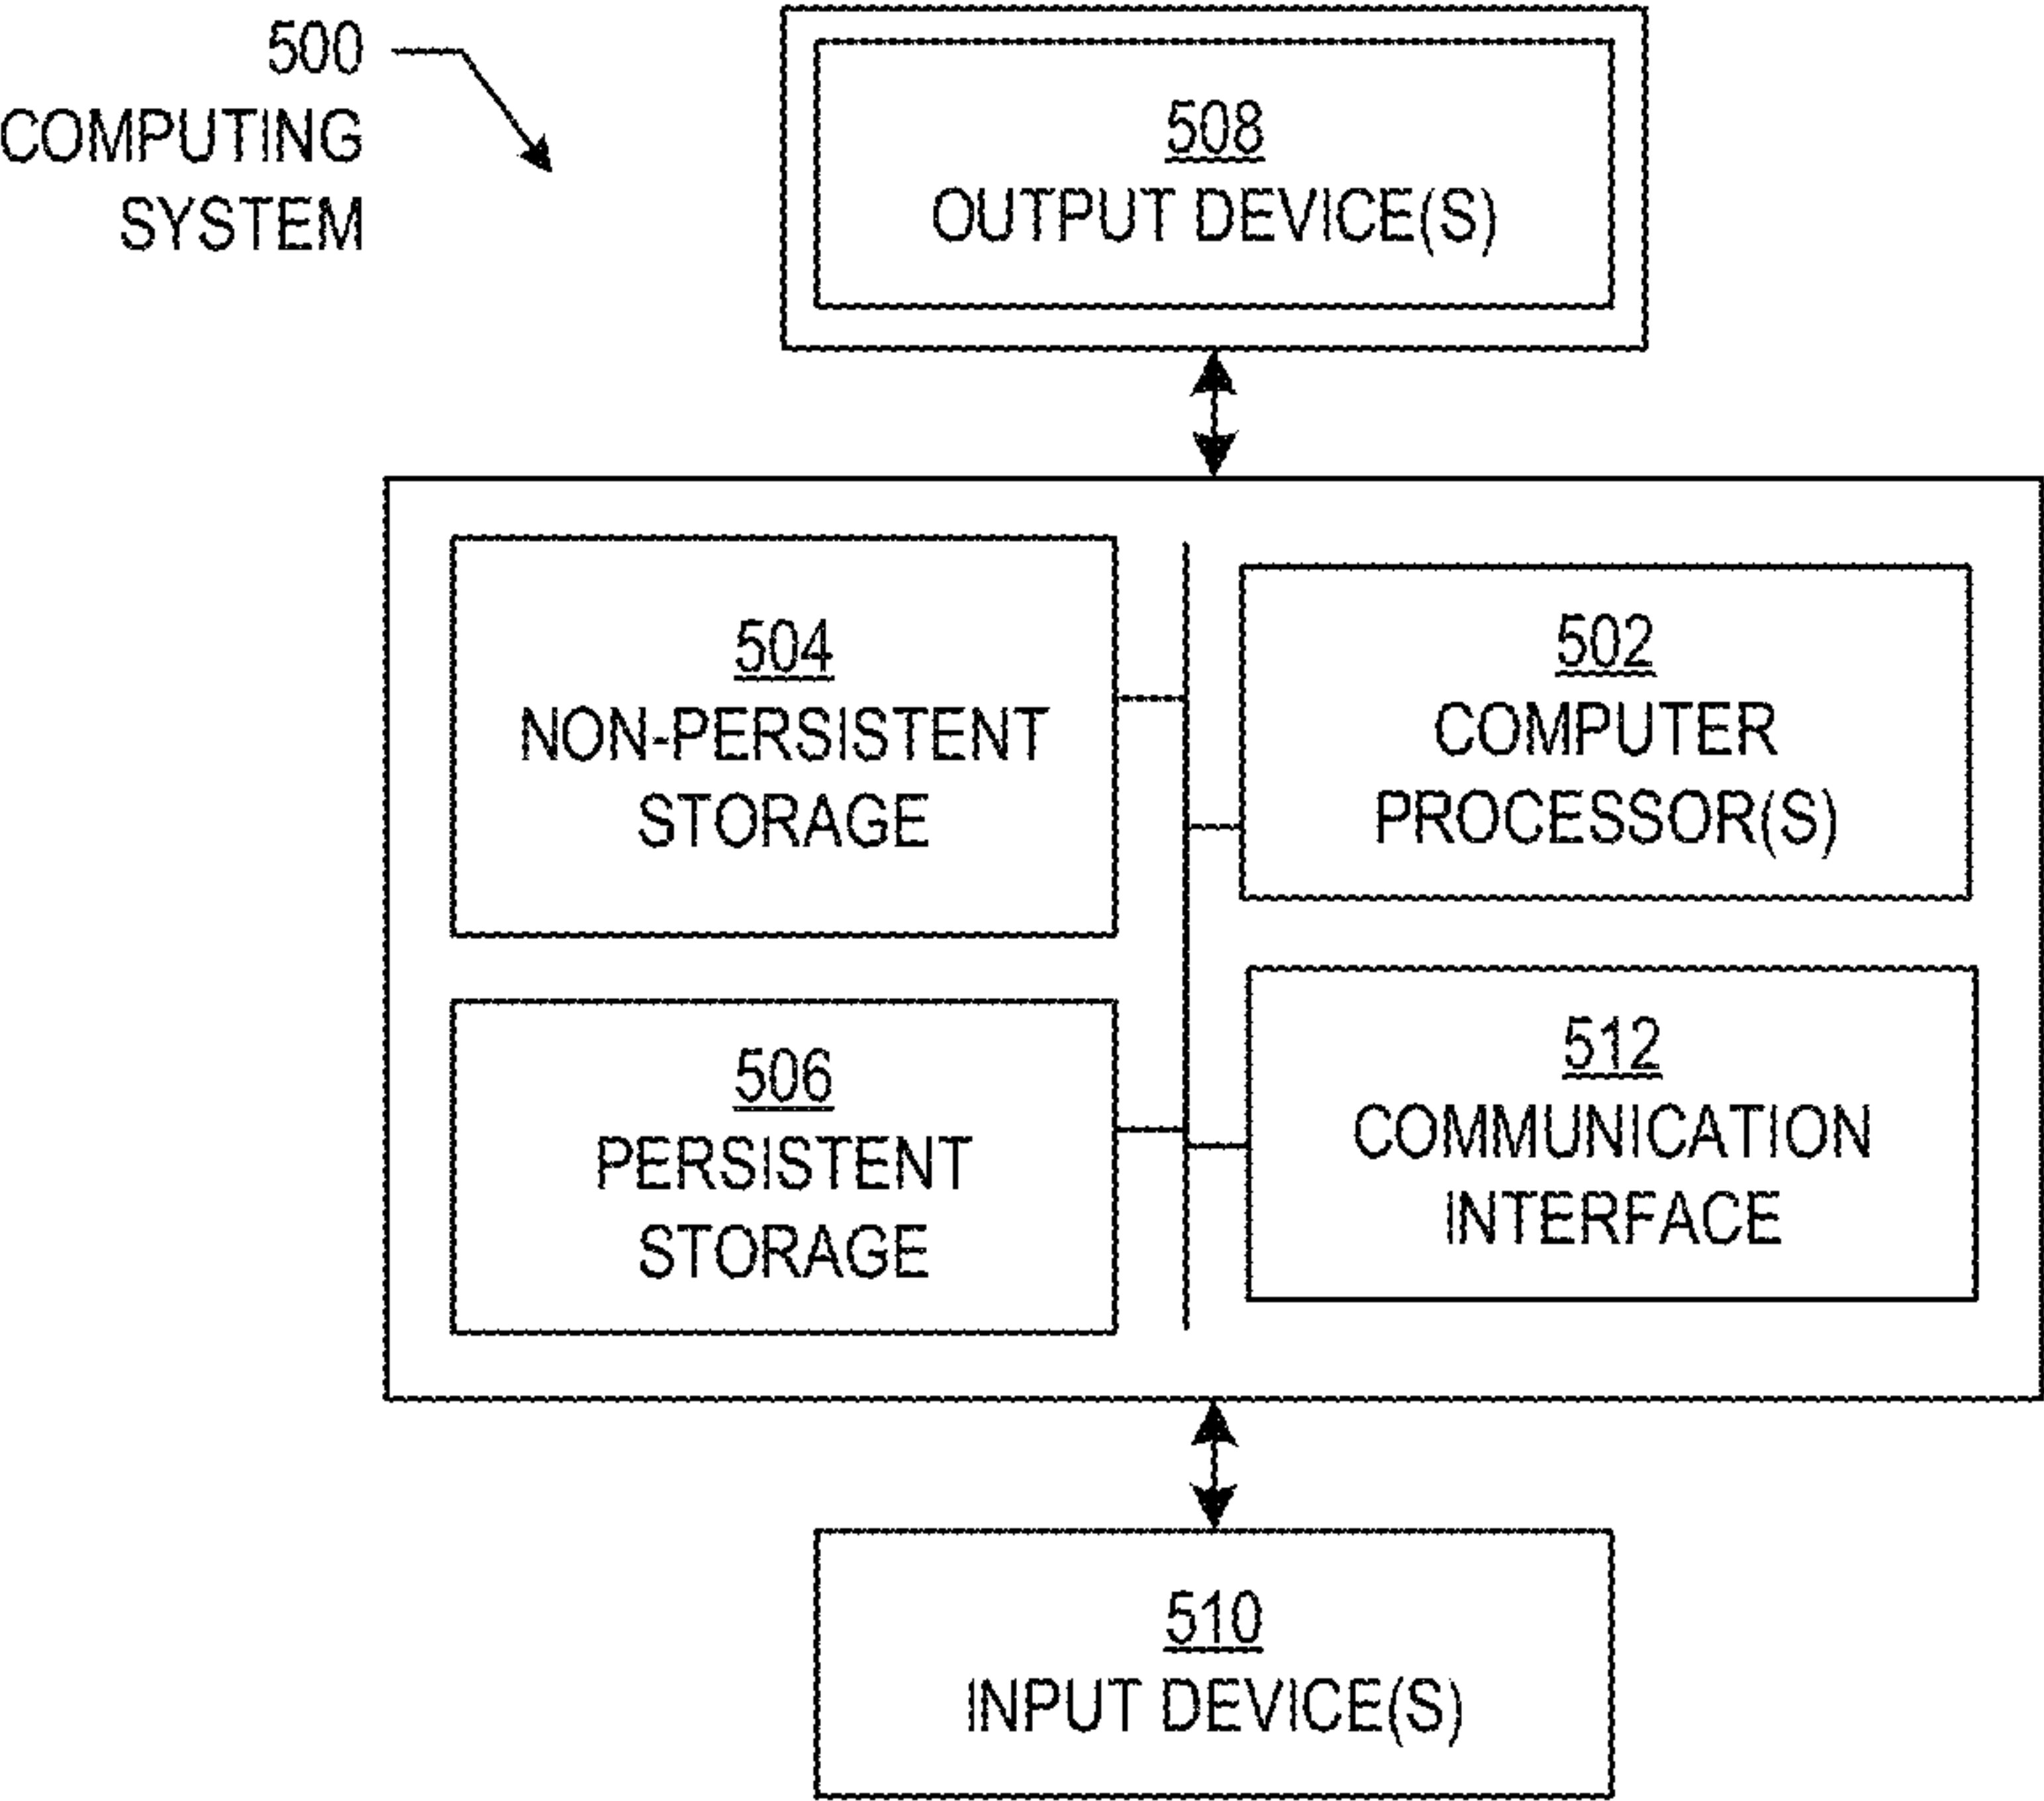 500
COMPUTING
SYSTEM
508
OUTPUT DEVICE(S)
504
NON-PERSISTENT
STORAGE
502
COMPUTER
PROCESSOR(S)
506
PERSISTENT
STORAGE
512
COMMUNICATION
INTERFACE
510
INPUT DEVICE(S)